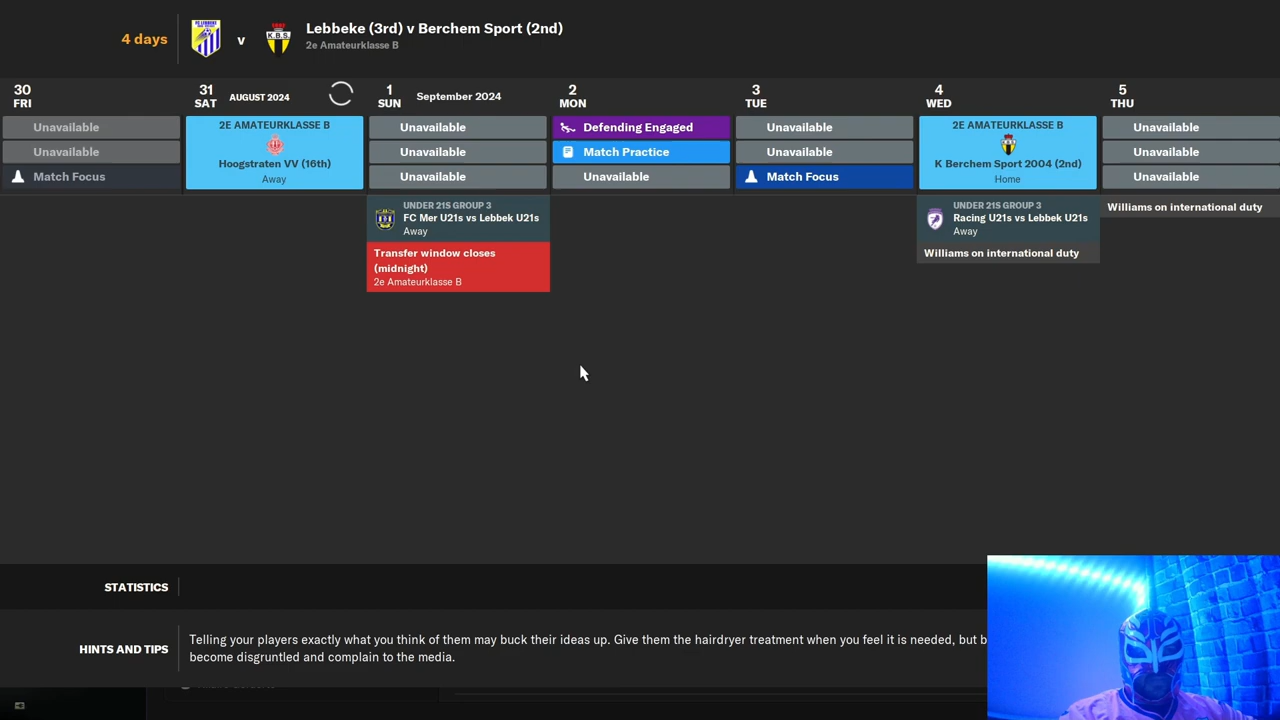 4 days
v
K.B.S.
Lebbeke (3rd) v Berchem Sport (2nd)
2e Amateurklasse B
30
FRI
31
SAT
AUGUST 2024
1
SUN
September 2024
2
MON
3
TUE
4
WED
5
THU
Unavailable
Unavailable
Match Focus
2E AMATEURKLASSE B
Hoogstraten VV (16th)
Away
Unavailable
Unavailable
Unavailable
UNDER 21S GROUP 3
FC Mer U21s vs Lebbek U21s
Away
Transfer window closes
(midnight)
2e Amateurklasse B
Defending Engaged
Match Practice
Unavailable
Unavailable
Unavailable
Match Focus
2E AMATEURKLASSE B
K Berchem Sport 2004 (2nd)
Home
UNDER 21S GROUP 3
Racing U21s vs Lebbek U21s
Away
Williams on international duty
Unavailable
Unavailable
Unavailable
Williams on international duty
STATISTICS
HINTS AND TIPS
Telling your players exactly what you think of them may buck their ideas up. Give them the hairdryer treatment when you feel it is needed, but b
become disgruntled and complain to the media.